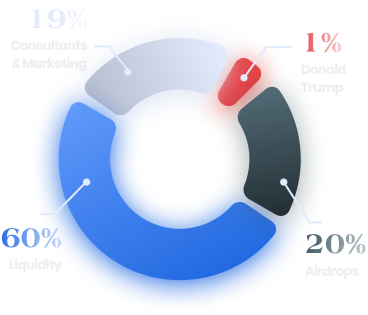 19%
Consultants
& Marketing
1%
Donald
Trump
60%
Liquidity
20%
Airdrops